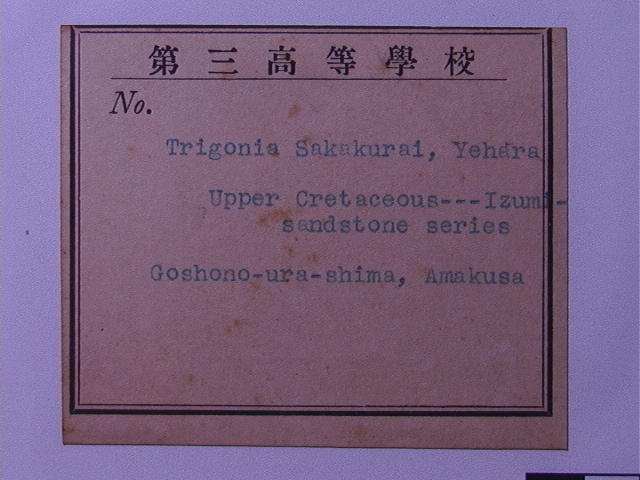 第三高等學校
No.
Trigonia Sakakurai, Yehara
Upper Cretaceous---Izumi-
sandstone series
Goshono-ura-shima, Amakusa